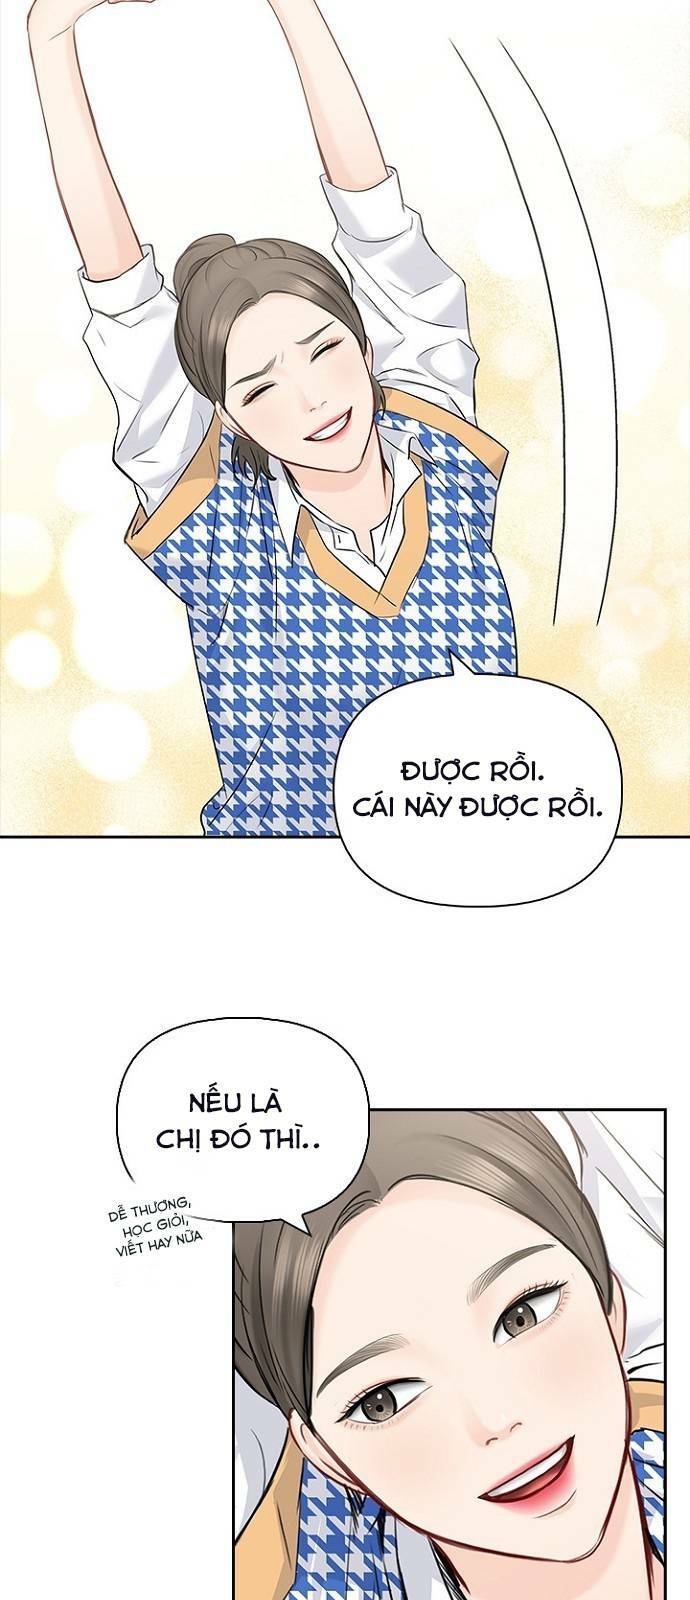 ĐƯỢC RỒI.
CÁI NÀY ĐƯỢC RỒI.
NẾU LÀ
CHỊ ĐÓ THÌ..
DỄ THƯƠNG,
HỌC GIỎI,
VIẾT HAY NỮA